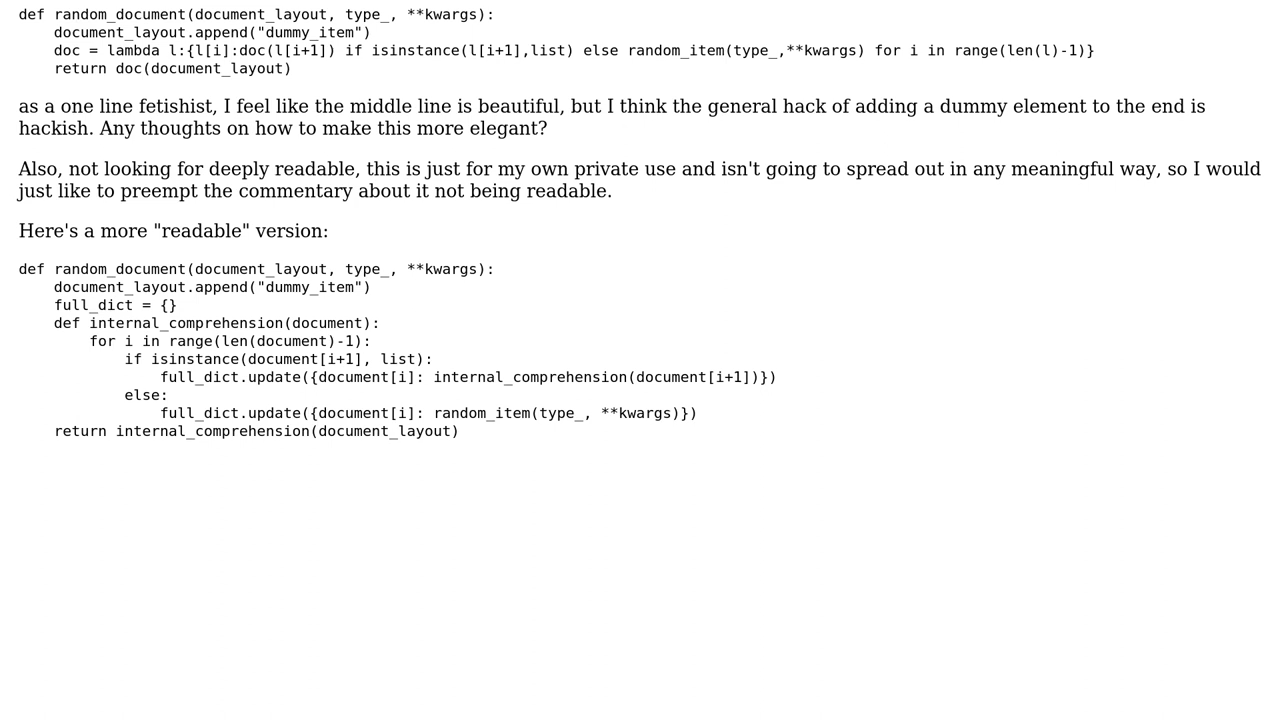 def random_document(document_layout, type_, **kwargs):
    document_layout.append("dummy_item")
    doc = lambda l:{l[i]:doc(l[i+1]) if isinstance(l[i+1],list) else random_item(type_,**kwargs) for i in range(len(l)-1)}
    return doc(document_layout)
as a one line fetishist, I feel like the middle line is beautiful, but I think the general hack of adding a dummy element to the end is
hackish. Any thoughts on how to make this more elegant?
Also, not looking for deeply readable, this is just for my own private use and isn't going to spread out in any meaningful way, so I would
just like to preempt the commentary about it not being readable.
Here's a more "readable" version:
def random_document(document_layout, type_, **kwargs):
    document_layout.append("dummy_item")
    full_dict = {}
    def internal_comprehension(document):
        for i in range(len(document)-1):
            if isinstance(document[i+1], list):
                full_dict.update({document[i]: internal_comprehension(document[i+1])})
            else:
                full_dict.update({document[i]: random_item(type_, **kwargs)})
    return internal_comprehension(document_layout)